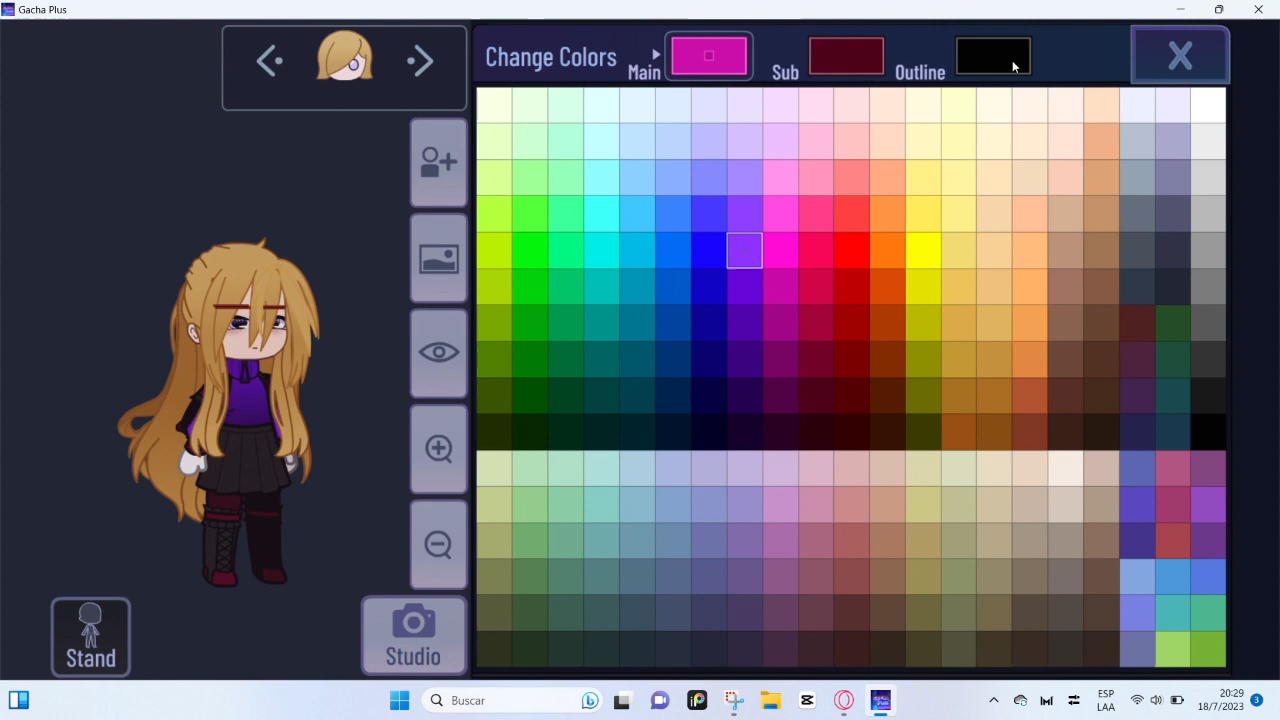 Gacha Plus
Change Colors
Main
Sub
Outline
X
Stand
Studio
Buscar
ESP
LAA
20:29
18/7/2023
3